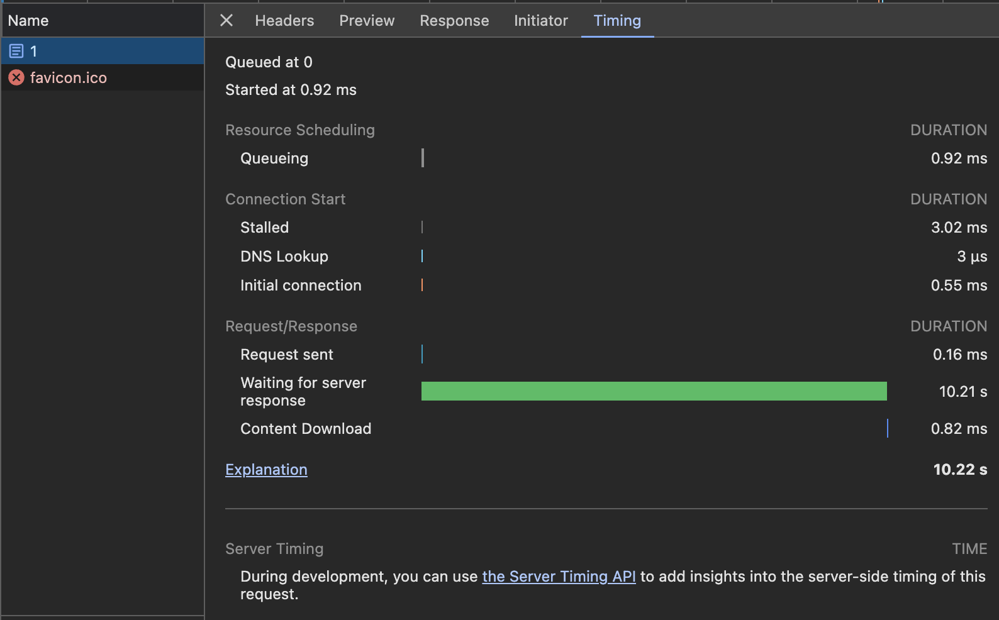 Name
Headers Preview Response Initiator Timing
1
favicon.ico
Queued at 0
Started at 0.92 ms
Resource Scheduling DURATION
Queueing 0.92 ms
Connection Start DURATION
Stalled 3.02 ms
DNS Lookup 3 µs
Initial connection 0.55 ms
Request/Response DURATION
Request sent 0.16 ms
Waiting for server
response 10.21 s
Content Download 0.82 ms
Explanation 10.22 s
Server Timing TIME
During development, you can use the Server Timing API to add insights into the server-side timing of this
request.